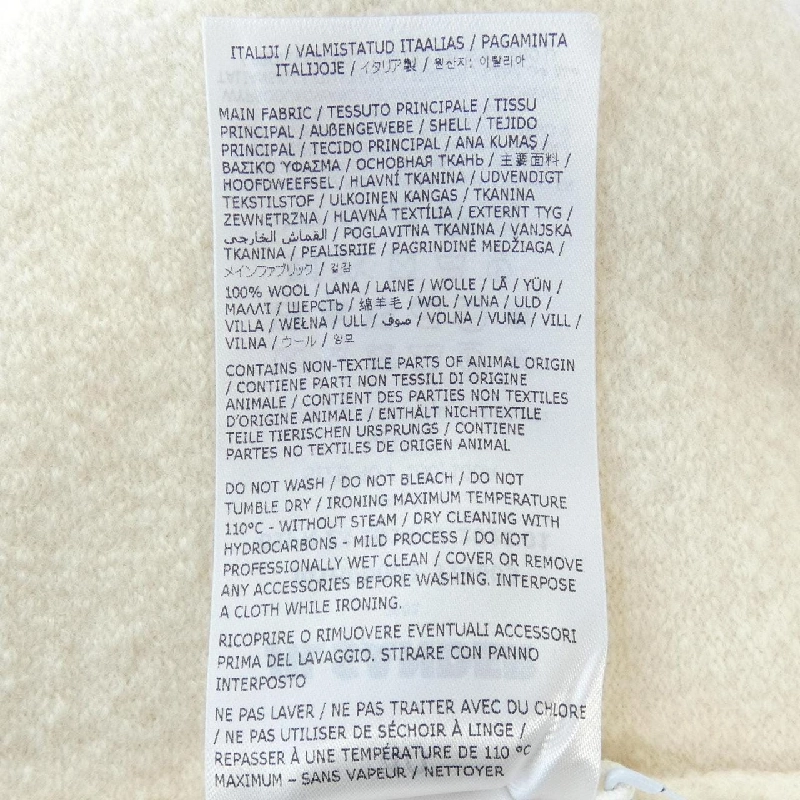 ITALIJI / VALMISTATUD ITAALIAS / PAGAMINTA
ITALIJOJE / イタリア製 / 원산지: 이탈리아
MAIN FABRIC / TESSUTO PRINCIPALE / TISSU
PRINCIPAL / AUßENGEWEBE / SHELL / TEJIDO
PRINCIPAL / TECIDO PRINCIPAL / ANA KUMAŞ /
ΒΑΣΙΚΌ ΎΦΑΣΜΑ / ОСНОВНАЯ ТКАНЬ / 主要面料 /
HOOFDWEEFSEL / HLAVNÍ TKANINA / UDVENDIGT
TEKSTILSTOF / ULKOINEN KANGAS / TKANINA
ZEWNĘTRZNA / HLAVNÁ TEXTÍLIA / EXTERNT TYG /
القماش الخارجي / POGLAVITNA TKANINA / VANJSKA
TKANINA / PEALISRIIE / PAGRINDINĖ MEDŽIAGA /
メインファブリック / 겉감
100% WOOL / LANA / LAINE / WOLLE / LÃ / YÜN /
ΜΑΛΛΊ / ШЕРСТЬ / 绵羊毛 / WOL / VLNA / ULD /
VILLA / WEŁNA / ULL / صوف / VOLNA / VUNA / VILL /
VILNA / ウール / 양모
CONTAINS NON-TEXTILE PARTS OF ANIMAL ORIGIN
/ CONTIENE PARTI NON TESSILI DI ORIGINE
ANIMALE / CONTIENT DES PARTIES NON TEXTILES
D'ORIGINE ANIMALE / ENTHÄLT NICHTTEXTILE
TEILE TIERISCHEN URSPRUNGS / CONTIENE
PARTES NO TEXTILES DE ORIGEN ANIMAL
DO NOT WASH / DO NOT BLEACH / DO NOT
TUMBLE DRY / IRONING MAXIMUM TEMPERATURE
110°C - WITHOUT STEAM / DRY CLEANING WITH
HYDROCARBONS - MILD PROCESS / DO NOT
PROFESSIONALLY WET CLEAN / COVER OR REMOVE
ANY ACCESSORIES BEFORE WASHING. INTERPOSE
A CLOTH WHILE IRONING.
RICOPRIRE O RIMUOVERE EVENTUALI ACCESSORI
PRIMA DEL LAVAGGIO. STIRARE CON PANNO
INTERPOSTO
NE PAS LAVER / NE PAS TRAITER AVEC DU CHLORE
/ NE PAS UTILISER DE SÉCHOIR À LINGE /
REPASSER À UNE TEMPÉRATURE DE 110 °C
MAXIMUM – SANS VAPEUR / NETTOYER